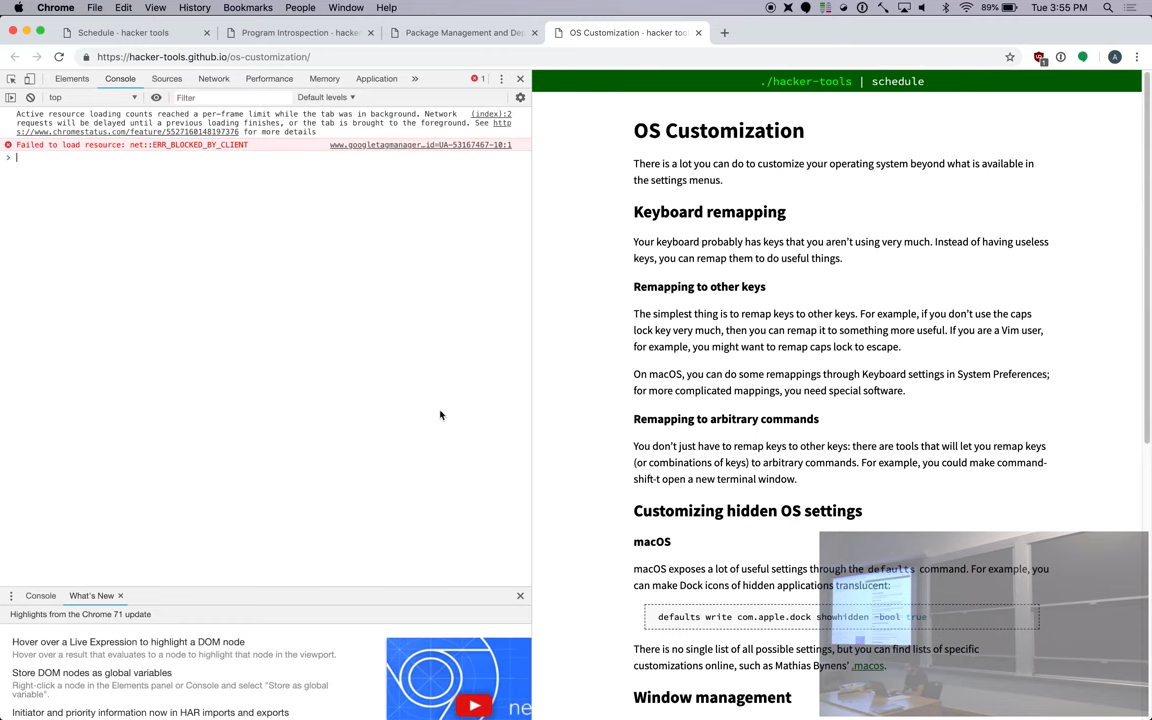 Chrome File Edit View History Bookmarks People Window Help 89% Tue 3:55 PM
Schedule · hacker tools
Program Introspection · hacke
Package Management and De
OS Customization · hacker too
https://hacker-tools.github.io/os-customization/
A
Elements Console Sources Network Performance Memory Application » 1
top Filter Default levels
./hacker-tools | schedule
Active resource loading counts reached a per-frame limit while the tab was in background. Network (index):2
requests will be delayed until a previous loading finishes, or the tab is brought to the foreground. See http
s://www.chromestatus.com/feature/5527160148197376 for more details
Failed to load resource: net::ERR_BLOCKED_BY_CLIENT www.googletagmanager…id=UA-53167467-10:1
OS Customization
There is a lot you can do to customize your operating system beyond what is available in
the settings menus.
Keyboard remapping
Your keyboard probably has keys that you aren't using very much. Instead of having useless
keys, you can remap them to do useful things.
Remapping to other keys
The simplest thing is to remap keys to other keys. For example, if you don't use the caps
lock key very much, then you can remap it to something more useful. If you are a Vim user,
for example, you might want to remap caps lock to escape.
On macOS, you can do some remappings through Keyboard settings in System Preferences;
for more complicated mappings, you need special software.
Remapping to arbitrary commands
You don't just have to remap keys to other keys: there are tools that will let you remap keys
(or combinations of keys) to arbitrary commands. For example, you could make command-
shift-t open a new terminal window.
Customizing hidden OS settings
macOS
macOS exposes a lot of useful settings through the defaults command. For example, you
can make Dock icons of hidden applications translucent:
defaults write com.apple.dock showhidden -bool true
There is no single list of all possible settings, but you can find lists of specific
customizations online, such as Mathias Bynens' .macos.
Window management
Console What's New
Highlights from the Chrome 71 update
Hover over a Live Expression to highlight a DOM node
Hover over a result that evaluates to a node to highlight that node in the viewport.
Store DOM nodes as global variables
Right-click a node in the Elements panel or Console and select "Store as global
variable".
Initiator and priority information now in HAR imports and exports
ne